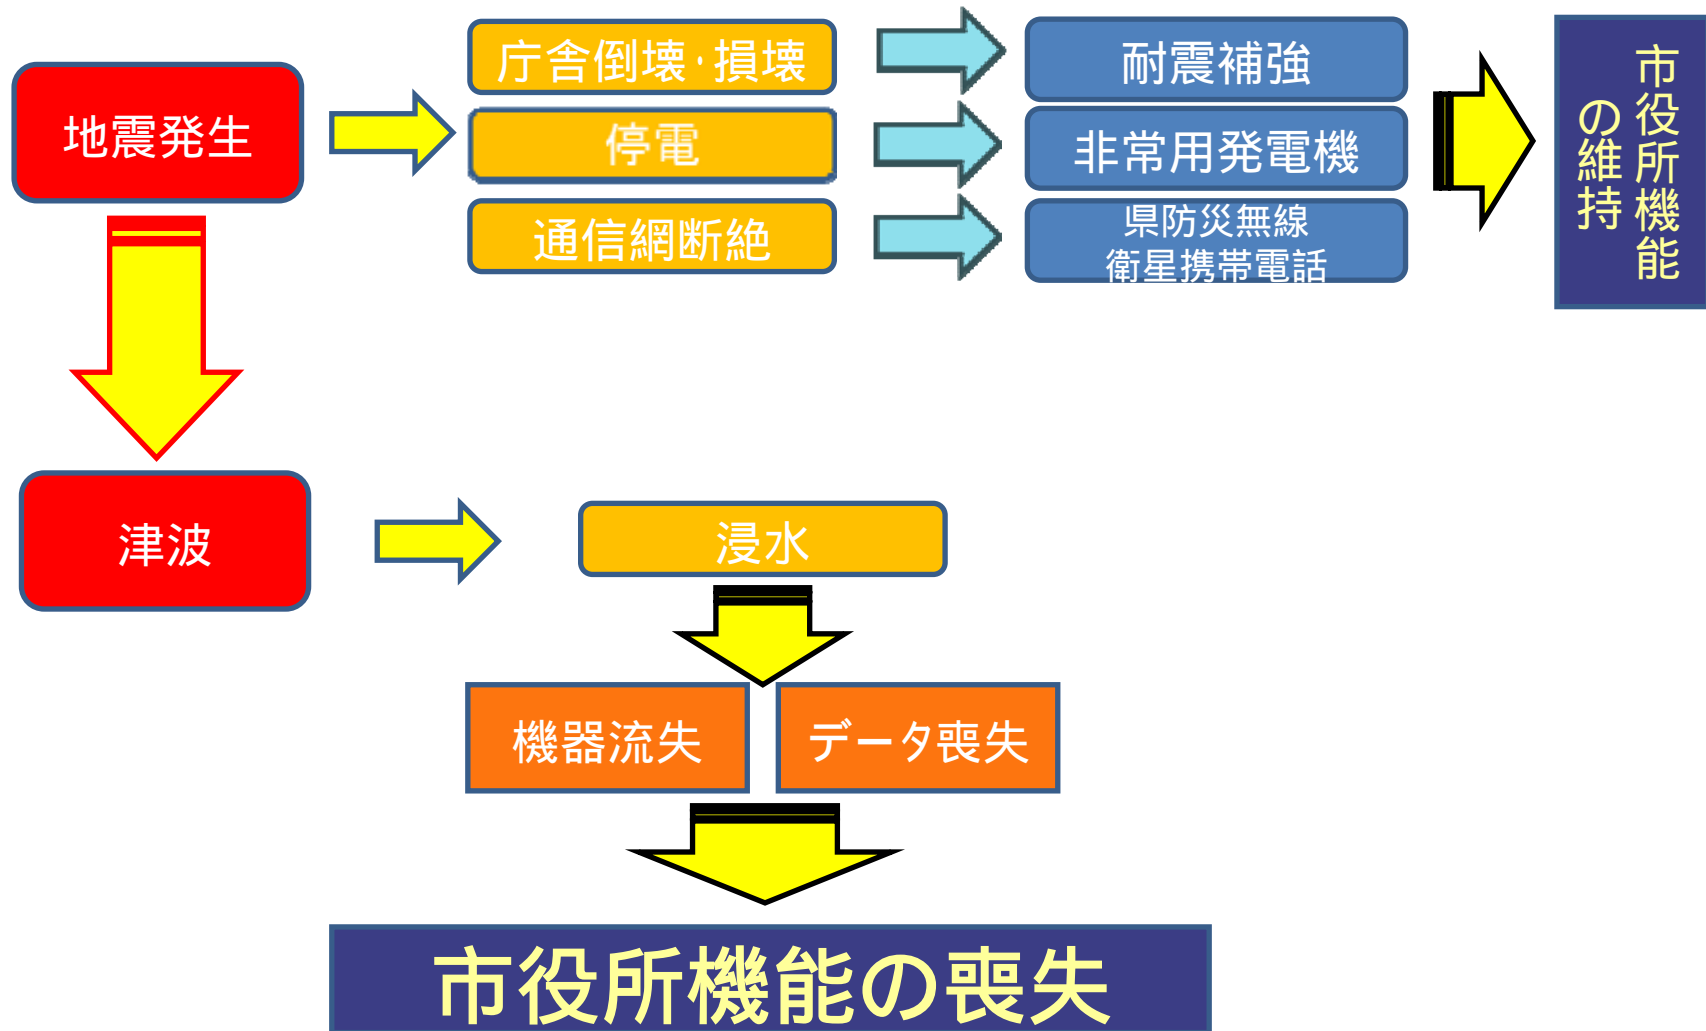 地震発生
庁舎倒壊・損壊
停電
通信網断絶
耐震補強
非常用発電機
県防災無線
衛星携帯電話
市役所機能
の維持
津波
浸水
機器流失
データ喪失
市役所機能の喪失